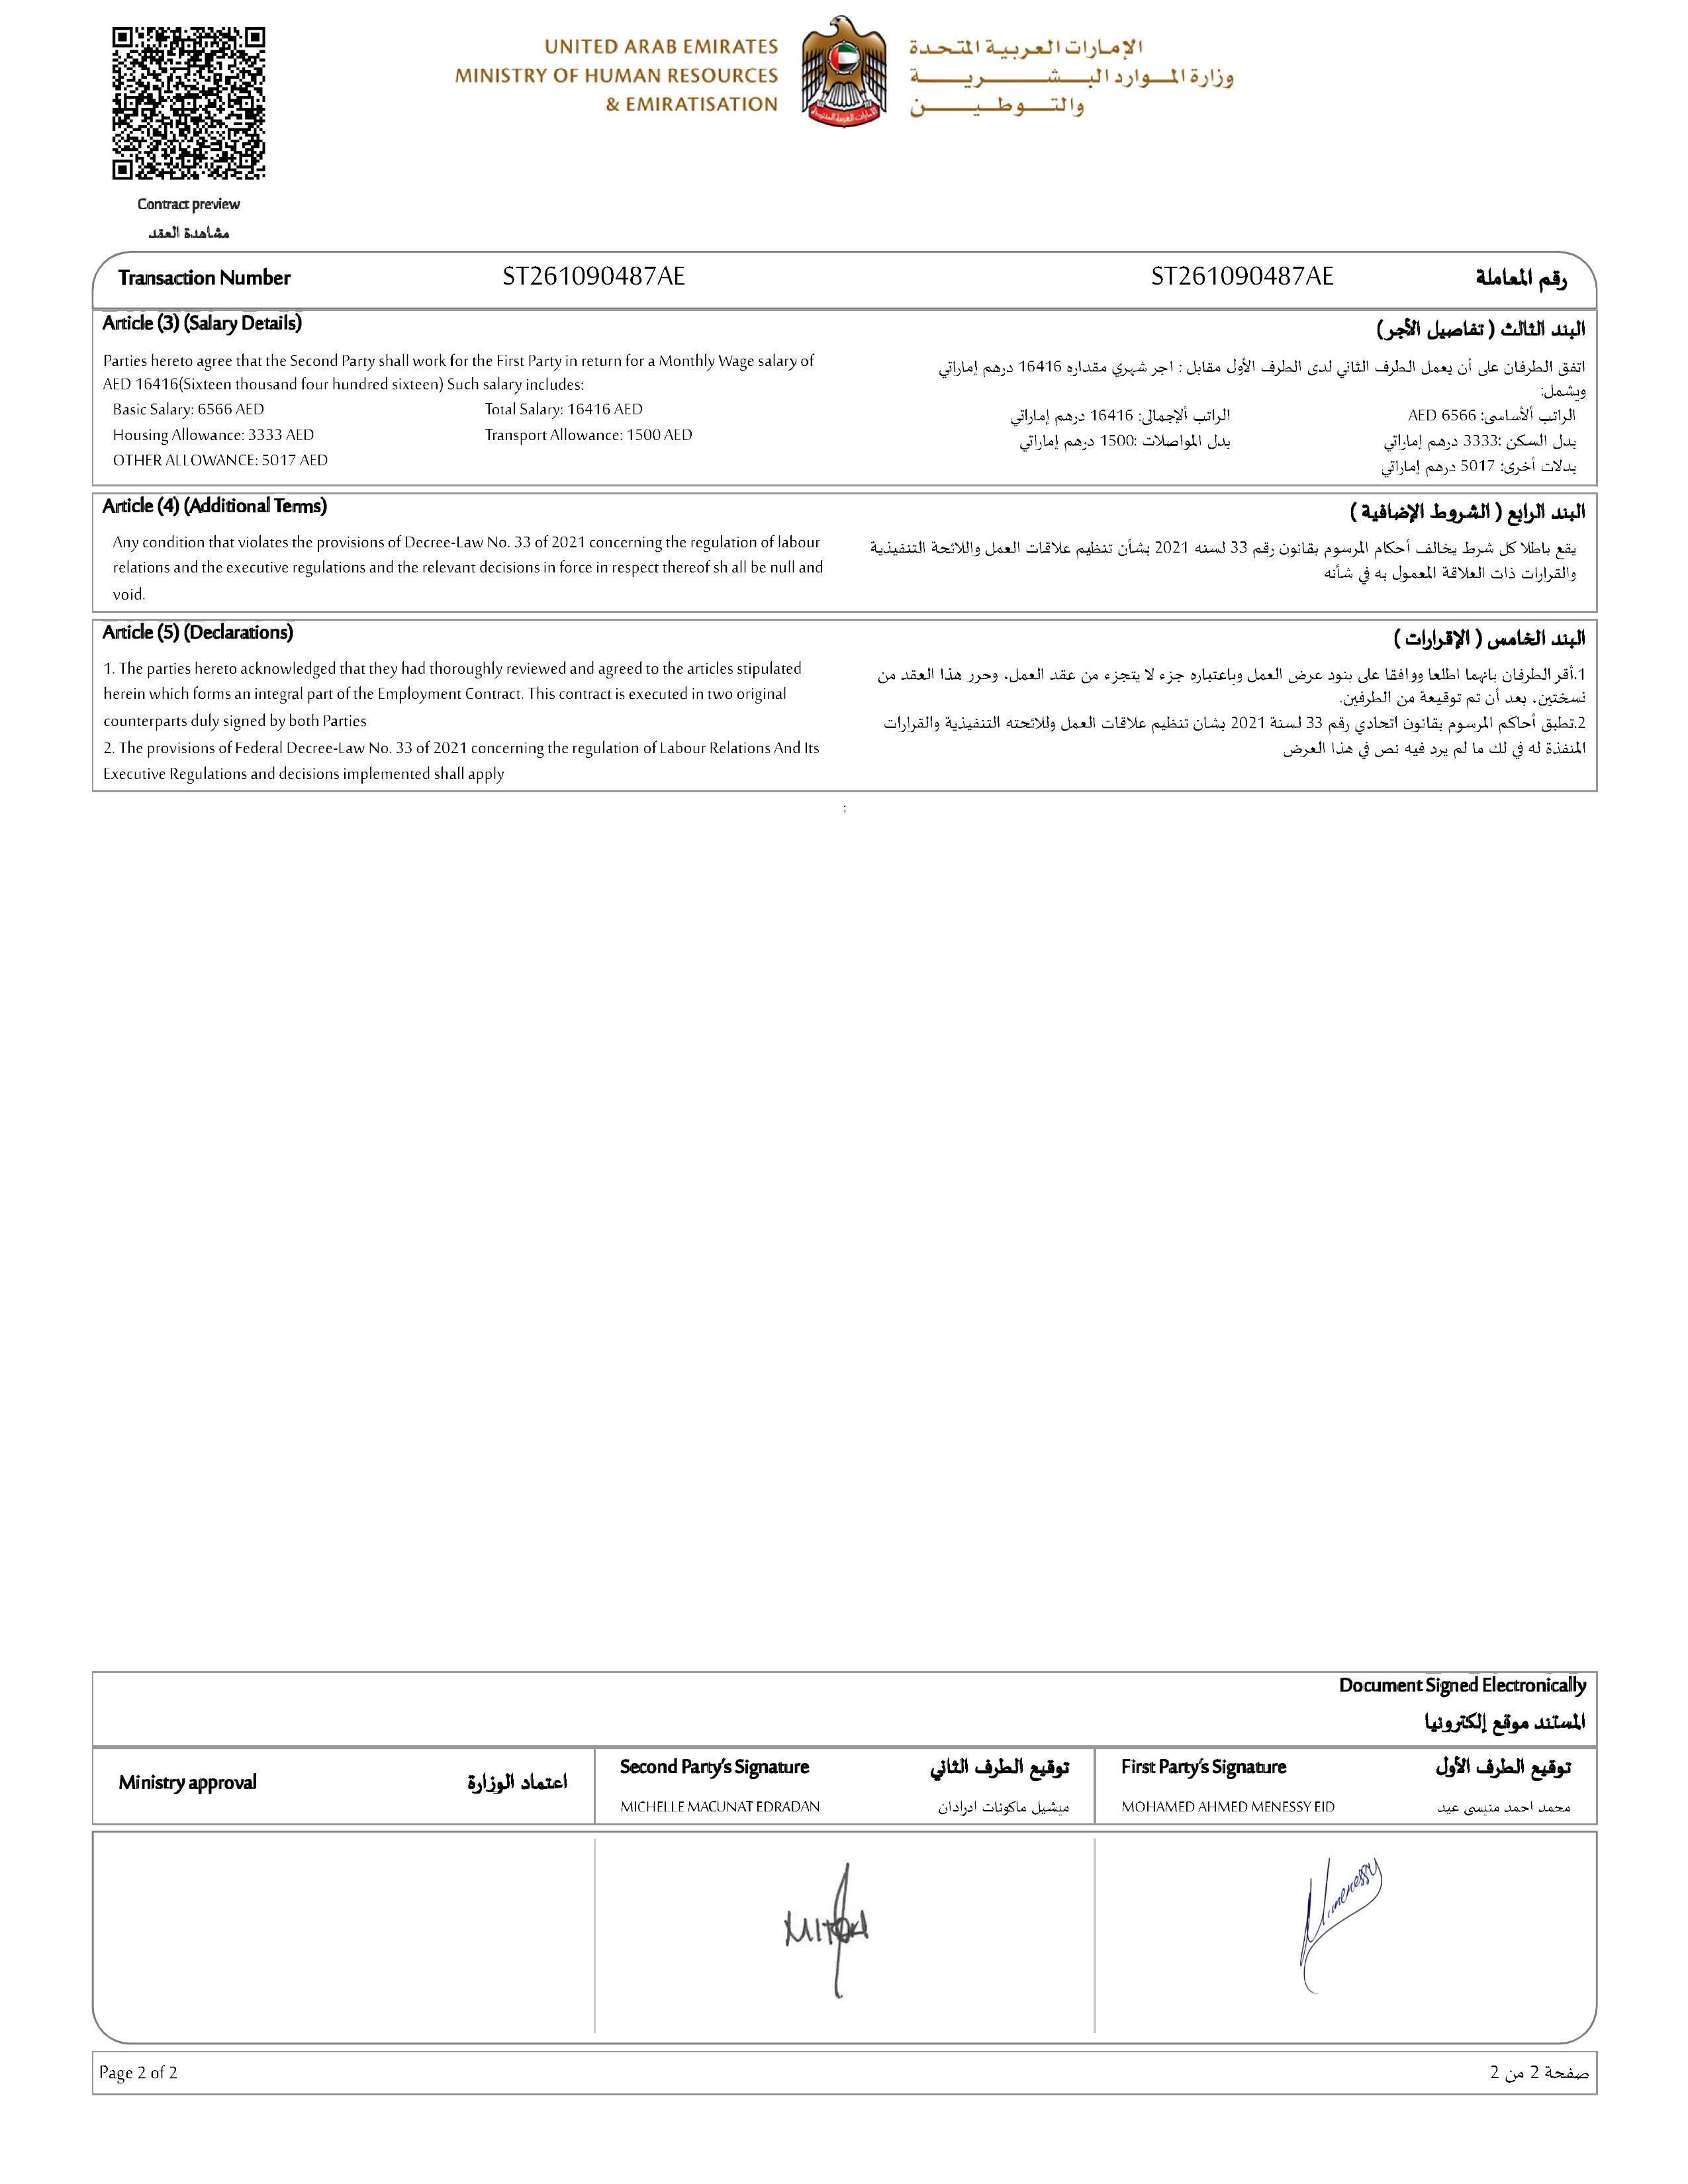 UNITED ARAB EMIRATES
MINISTRY OF HUMAN RESOURCES
& EMIRATISATION
الإمارات العربية المتحدة
وزارة المـوارد البـشـريـة
والتـوطـيـن
Contract preview
مشاهدة العقد
Transaction Number ST261090487AE ST261090487AE رقم المعاملة
Article (3) (Salary Details)
Parties hereto agree that the Second Party shall work for the First Party in return for a Monthly Wage salary of
AED 16416(Sixteen thousand four hundred sixteen) Such salary includes:
Basic Salary: 6566 AED Total Salary: 16416 AED
Housing Allowance: 3333 AED Transport Allowance: 1500 AED
OTHER ALLOWANCE: 5017 AED
البند الثالث ( تفاصيل الأجر)
اتفق الطرفان على أن يعمل الطرف الثاني لدى الطرف الأول مقابل : اجر شهري مقداره 16416 درهم إماراتي
ويشمل:
الراتب ألأساسى: 6566 AED الراتب ألإجمالى: 16416 درهم إماراتي
بدل السكن :3333 درهم إماراتي بدل المواصلات :1500 درهم إماراتي
بدلات أخرى: 5017 درهم إماراتي
Article (4) (Additional Terms)
Any condition that violates the provisions of Decree-Law No. 33 of 2021 concerning the regulation of labour
relations and the executive regulations and the relevant decisions in force in respect thereof sh all be null and
void.
البند الرابع ( الشروط الإضافية )
يقع باطلا كل شرط يخالف أحكام المرسوم بقانون رقم 33 لسنه 2021 بشأن تنظيم علاقات العمل واللائحة التنفيذية
والقرارات ذات العلاقة المعمول به في شأنه
Article (5) (Declarations)
1. The parties hereto acknowledged that they had thoroughly reviewed and agreed to the articles stipulated
herein which forms an integral part of the Employment Contract. This contract is executed in two original
counterparts duly signed by both Parties
2. The provisions of Federal Decree-Law No. 33 of 2021 concerning the regulation of Labour Relations And Its
Executive Regulations and decisions implemented shall apply
البند الخامس ( الإقرارات )
1.أقر الطرفان بانهما اطلعا ووافقا على بنود عرض العمل وباعتباره جزء لا يتجزء من عقد العمل، وحرر هذا العقد من
نسختين، بعد أن تم توقيعة من الطرفين.
2.تطبق أحاكم المرسوم بقانون اتحادي رقم 33 لسنة 2021 بشان تنظيم علاقات العمل وللائحته التنفيذية والقرارات
المنفذة له في لك ما لم يرد فيه نص في هذا العرض
:
Document Signed Electronically
المستند موقع إلكترونيا
Ministry approval اعتماد الوزارة
Second Party's Signature توقيع الطرف الثاني
MICHELLE MACUNAT EDRADAN ميشيل ماكونات ادرادان
First Party's Signature توقيع الطرف الأول
MOHAMED AHMED MENESSY EID محمد احمد منيسى عيد
Page 2 of 2 صفحة 2 من 2